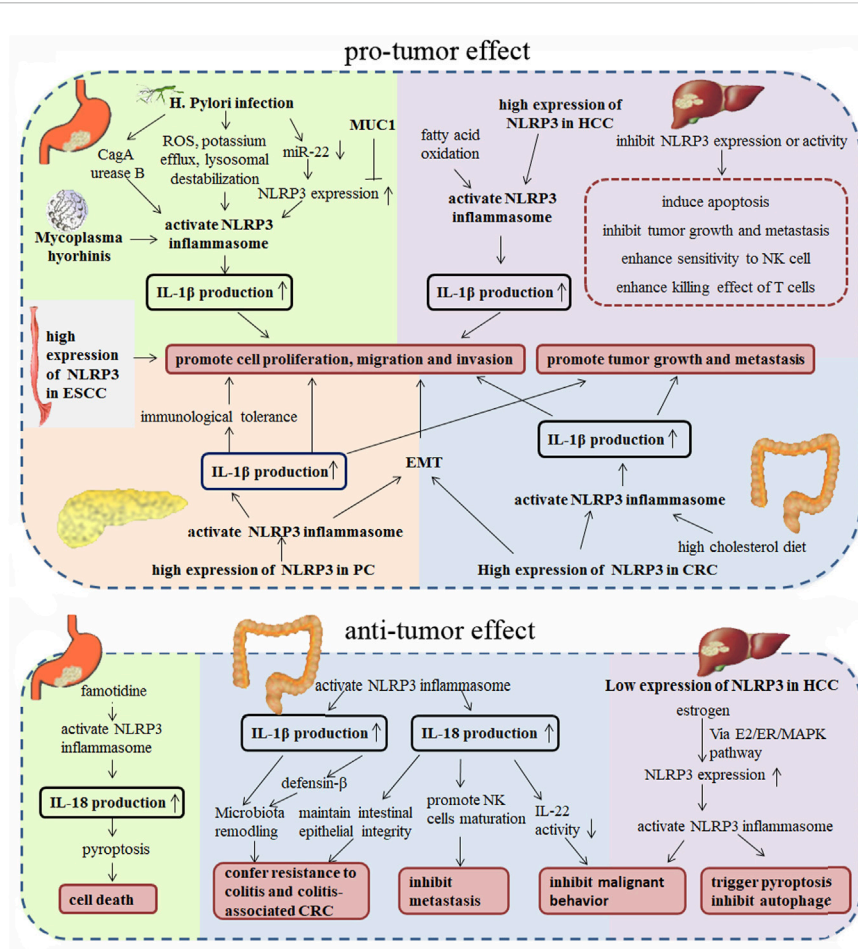 pro-tumor effect
H. Pylori infection
CagA
urease B
ROS, potassium
efflux, lysosomal
destabilization
miR-22 ↓
MUC1
NLRP3 expression ↑
Mycoplasma
hyorhinis
activate NLRP3
inflammasome
IL-1β production ↑
high expression of
NLRP3 in HCC
fatty acid
oxidation
activate NLRP3
inflammasome
IL-1β production ↑
inhibit NLRP3 expression or activity
induce apoptosis
inhibit tumor growth and metastasis
enhance sensitivity to NK cell
enhance killing effect of T cells
high
expression
of NLRP3
in ESCC
promote cell proliferation, migration and invasion
promote tumor growth and metastasis
immunological tolerance
IL-1β production ↑
EMT
activate NLRP3 inflammasome
high expression of NLRP3 in PC
IL-1β production ↑
activate NLRP3 inflammasome
high cholesterol diet
High expression of NLRP3 in CRC
anti-tumor effect
famotidine
activate NLRP3
inflammasome
IL-18 production ↑
pyroptosis
cell death
activate NLRP3 inflammasome
IL-1β production ↑
IL-18 production ↑
defensin-β
Microbiota
remodling
maintain intestinal
epithelial integrity
promote NK
cells maturation
IL-22
activity ↓
confer resistance to
colitis and colitis-
associated CRC
inhibit
metastasis
inhibit malignant
behavior
Low expression of NLRP3 in HCC
estrogen
Via E2/ER/MAPK
pathway
NLRP3 expression ↑
activate NLRP3 inflammasome
trigger pyroptosis
inhibit autophage